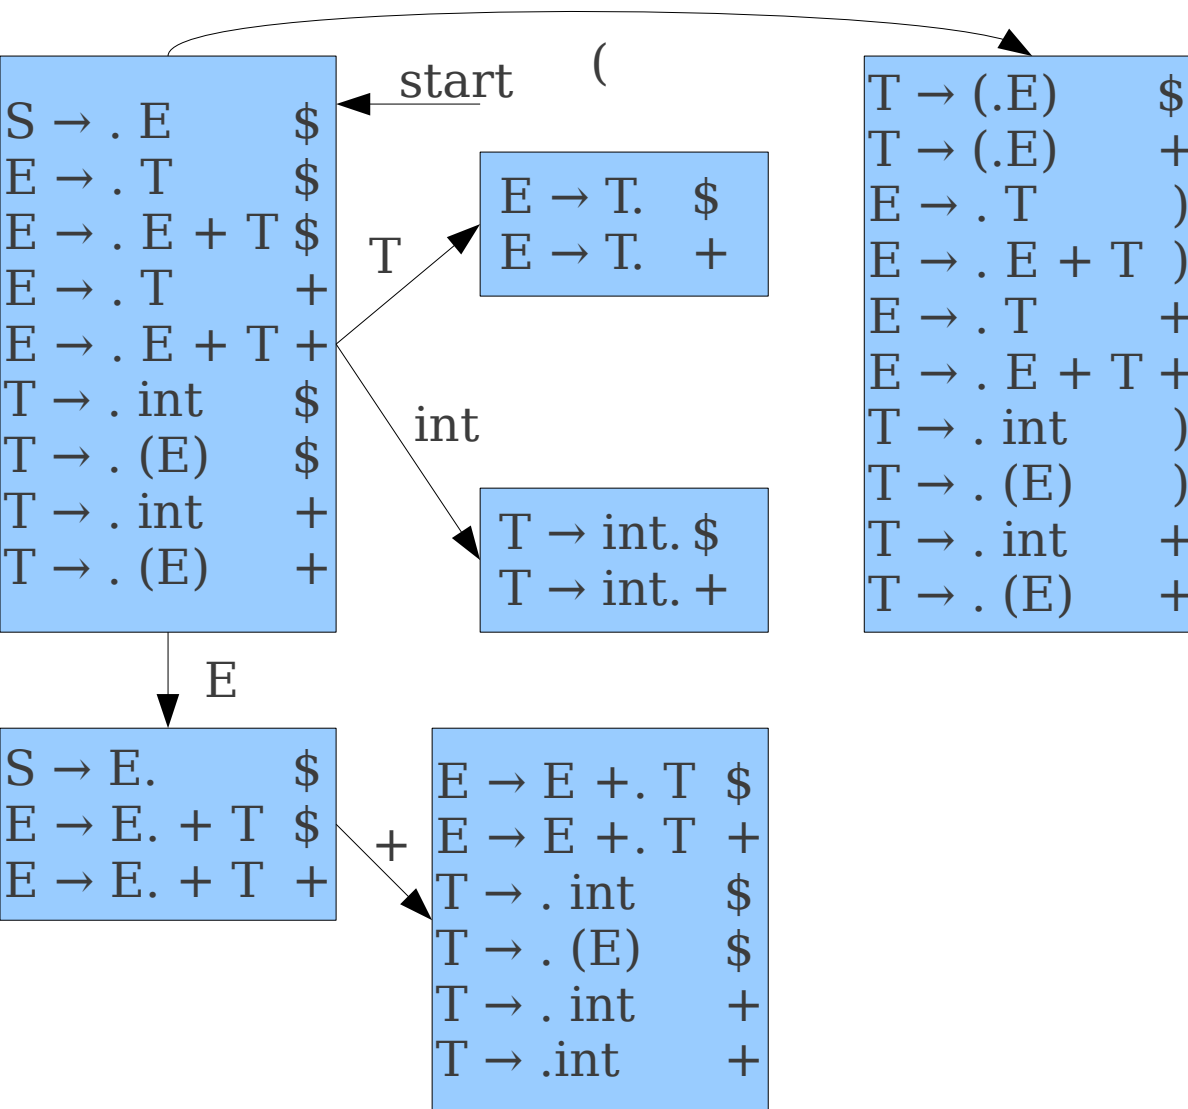 (
start
S → . E $
E → . T $
E → . E + T $
E → . T +
E → . E + T +
T → . int $
T → . (E) $
T → . int +
T → . (E) +
T
E → T. $
E → T. +
int
T → int. $
T → int. +
T → (.E) $
T → (.E) +
E → . T )
E → . E + T )
E → . T +
E → . E + T +
T → . int )
T → . (E) )
T → . int +
T → . (E) +
E
S → E. $
E → E. + T $
E → E. + T +
+
E → E +. T $
E → E +. T +
T → . int $
T → . (E) $
T → . int +
T → .int +